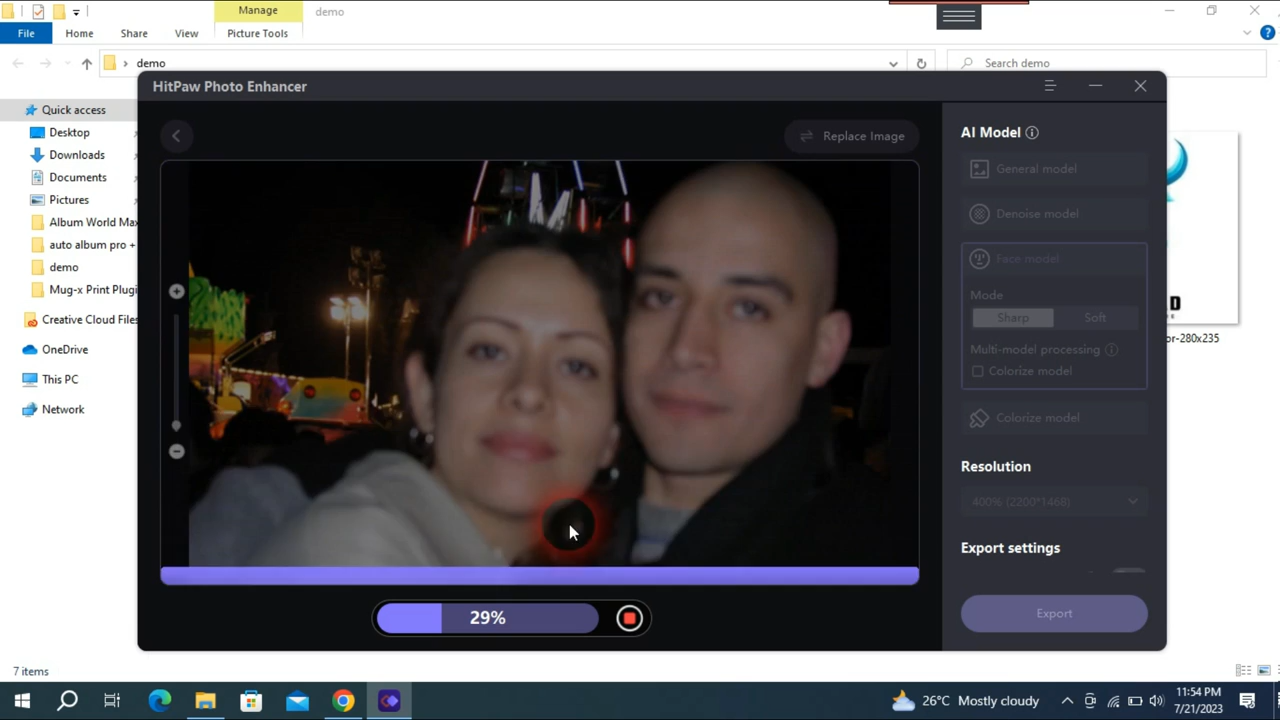 Manage
demo
File
Home
Share
View
Picture Tools
demo
Search demo
Quick access
Desktop
Downloads
Documents
Pictures
Album World Max
auto album pro +
demo
Mug-x Print Plugi
Creative Cloud Files
OneDrive
This PC
Network
HitPaw Photo Enhancer
Replace Image
AI Model
General model
Denoise model
Face model
Mode
Sharp
Soft
Multi-model processing
Colorize model
Colorize model
Resolution
400% (2200*1468)
Export settings
Export
29%
D
or-280x235
7 items
26°C Mostly cloudy
11:54 PM
7/21/2023